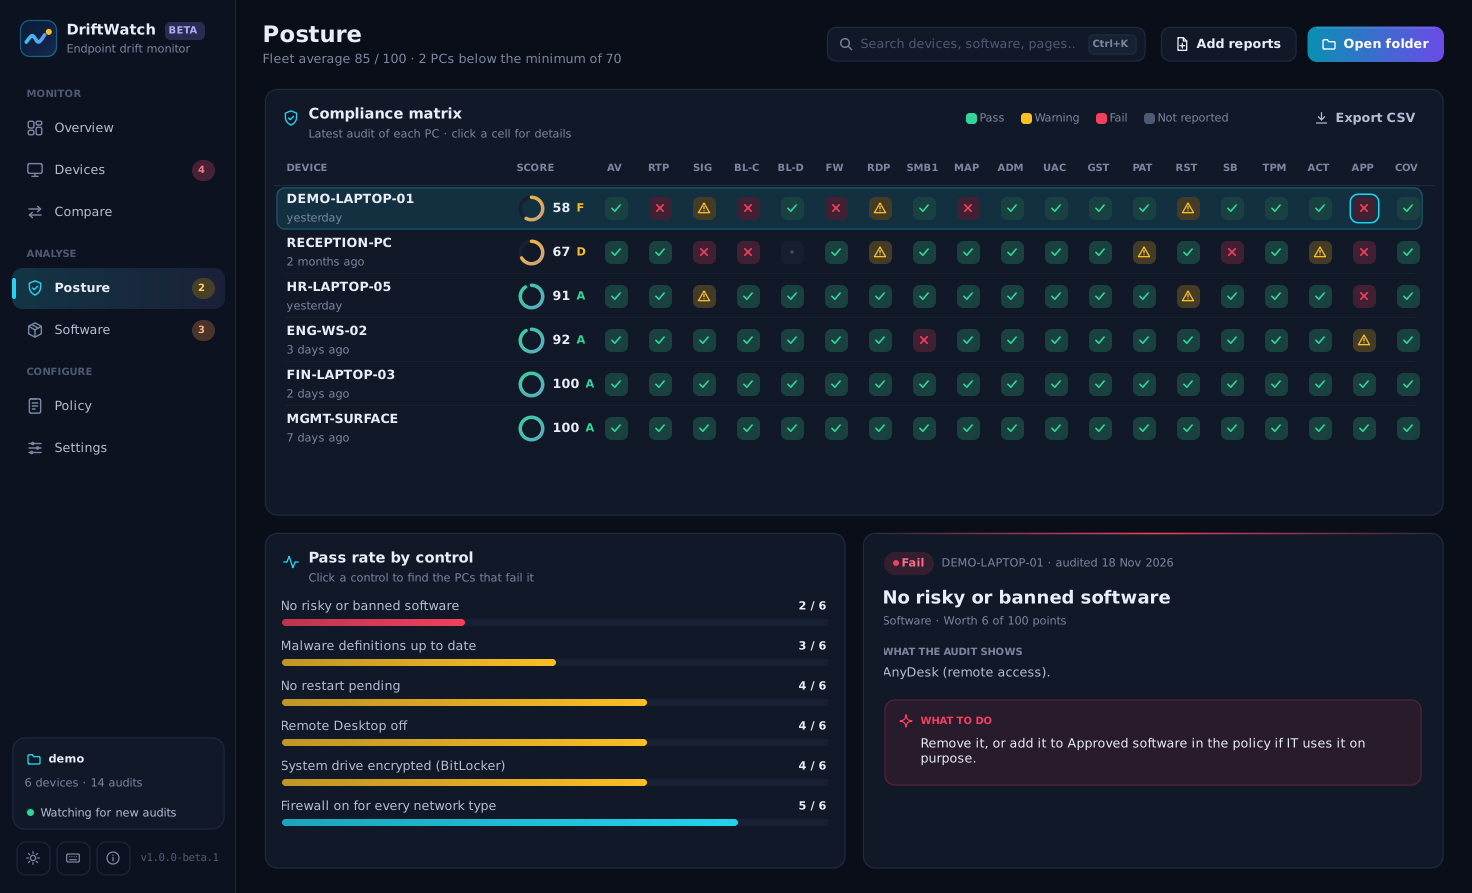 DriftWatch BETA
Endpoint drift monitor
MONITOR
Overview
Devices 4
Compare
ANALYSE
Posture 2
Software 3
CONFIGURE
Policy
Settings
demo
6 devices · 14 audits
Watching for new audits
v1.0.0-beta.1
Posture
Fleet average 85 / 100 · 2 PCs below the minimum of 70
Search devices, software, pages.. Ctrl+K
Add reports
Open folder
Compliance matrix
Latest audit of each PC · click a cell for details
Pass Warning Fail Not reported
Export CSV
DEVICE SCORE AV RTP SIG BL-C BL-D FW RDP SMB1 MAP ADM UAC GST PAT RST SB TPM ACT APP COV
DEMO-LAPTOP-01
yesterday
58 F
RECEPTION-PC
2 months ago
67 D
HR-LAPTOP-05
yesterday
91 A
ENG-WS-02
3 days ago
92 A
FIN-LAPTOP-03
2 days ago
100 A
MGMT-SURFACE
7 days ago
100 A
Pass rate by control
Click a control to find the PCs that fail it
No risky or banned software 2 / 6
Malware definitions up to date 3 / 6
No restart pending 4 / 6
Remote Desktop off 4 / 6
System drive encrypted (BitLocker) 4 / 6
Firewall on for every network type 5 / 6
Fail DEMO-LAPTOP-01 · audited 18 Nov 2026
No risky or banned software
Software · Worth 6 of 100 points
WHAT THE AUDIT SHOWS
AnyDesk (remote access).
WHAT TO DO
Remove it, or add it to Approved software in the policy if IT uses it on
purpose.